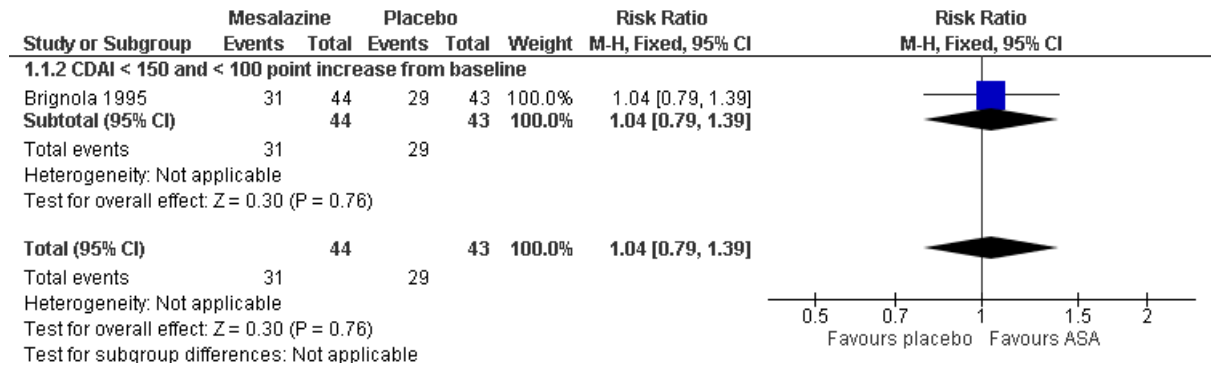 Mesalazine Placebo Risk Ratio Risk Ratio
Study or Subgroup Events Total Events Total Weight M-H, Fixed, 95% CI M-H, Fixed, 95% CI
1.1.2 CDAI < 150 and < 100 point increase from baseline
Brignola 1995 31 44 29 43 100.0% 1.04 [0.79, 1.39]
Subtotal (95% CI) 44 43 100.0% 1.04 [0.79, 1.39]
Total events 31 29
Heterogeneity: Not applicable
Test for overall effect: Z = 0.30 (P = 0.76)
Total (95% CI) 44 43 100.0% 1.04 [0.79, 1.39]
Total events 31 29
Heterogeneity: Not applicable
Test for overall effect: Z = 0.30 (P = 0.76)
Test for subgroup differences: Not applicable
0.5 0.7 1 1.5 2
Favours placebo Favours ASA